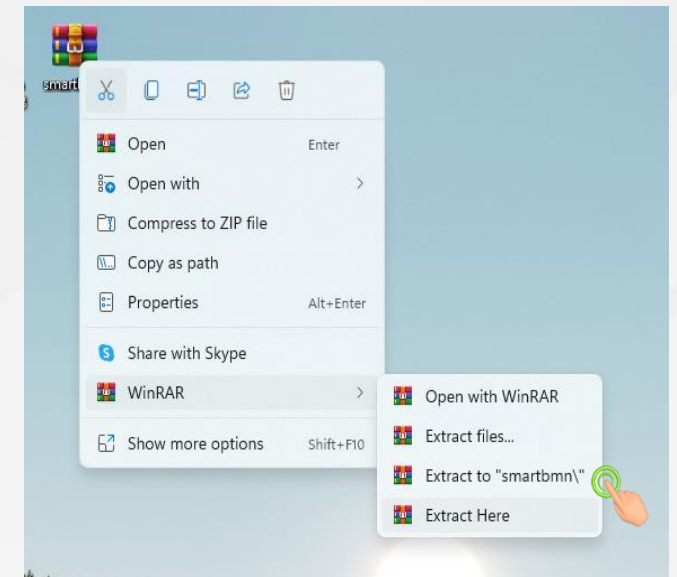 smart
Open Enter
Open with
Compress to ZIP file
Copy as path
Properties Alt+Enter
Share with Skype
WinRAR
Show more options Shift+F10
Open with WinRAR
Extract files...
Extract to "smartbmn\"
Extract Here